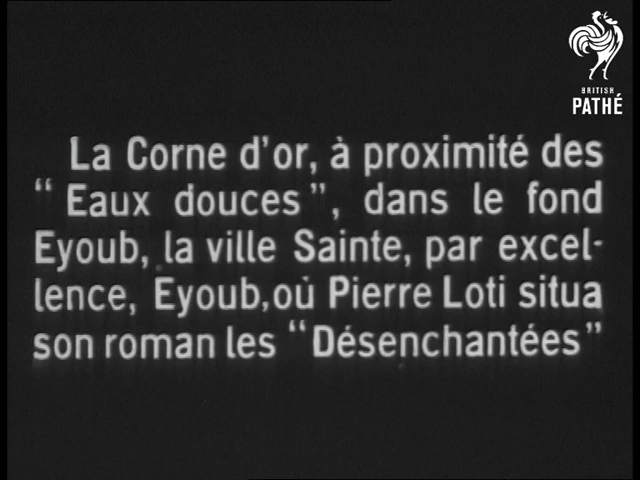 BRITISH
PATHÉ
La Corne d'or, à proximité des
“ Eaux douces ”, dans le fond
Eyoub, la ville Sainte, par excel-
lence, Eyoub, où Pierre Loti situa
son roman les “ Désenchantées ”